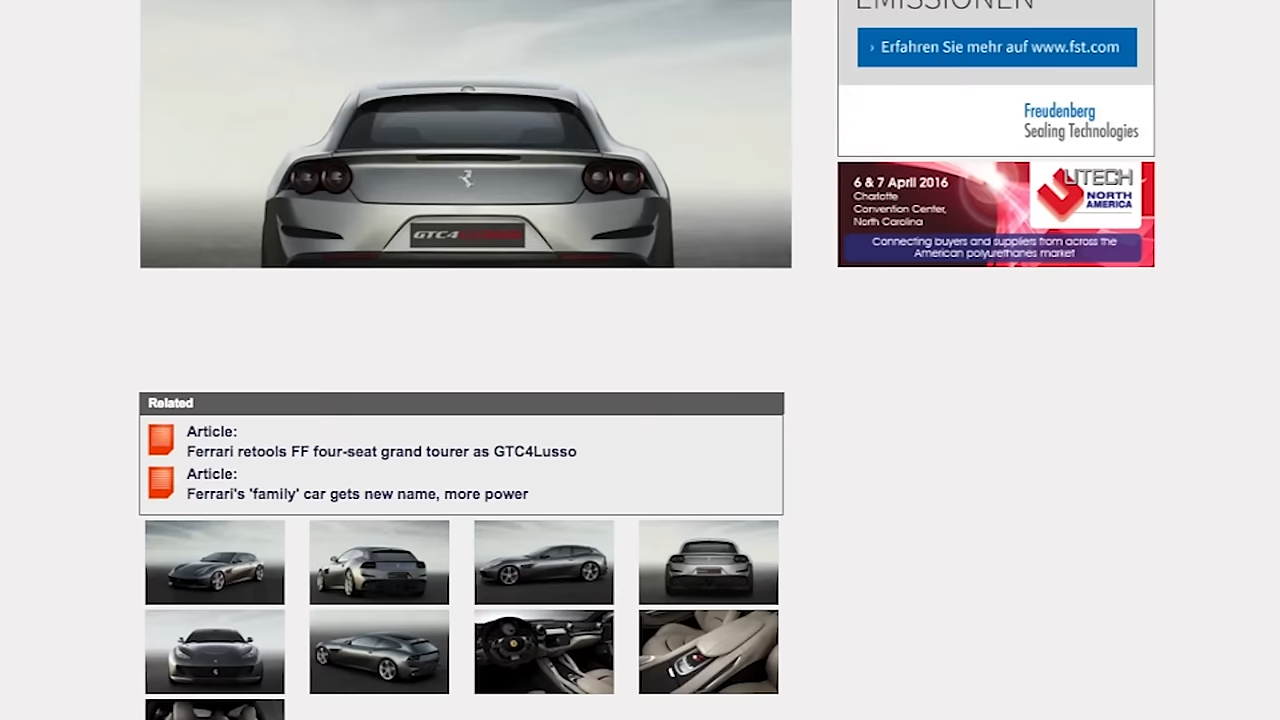 EMISSIONEN
› Erfahren Sie mehr auf www.fst.com
Freudenberg
Sealing Technologies
6 & 7 April 2016
Charlotte
Convention Center,
North Carolina
UTECH
NORTH
AMERICA
Connecting buyers and suppliers from across the
American polyurethanes market
GTC4Lusso
Related
Article:
Ferrari retools FF four-seat grand tourer as GTC4Lusso
Article:
Ferrari's 'family' car gets new name, more power